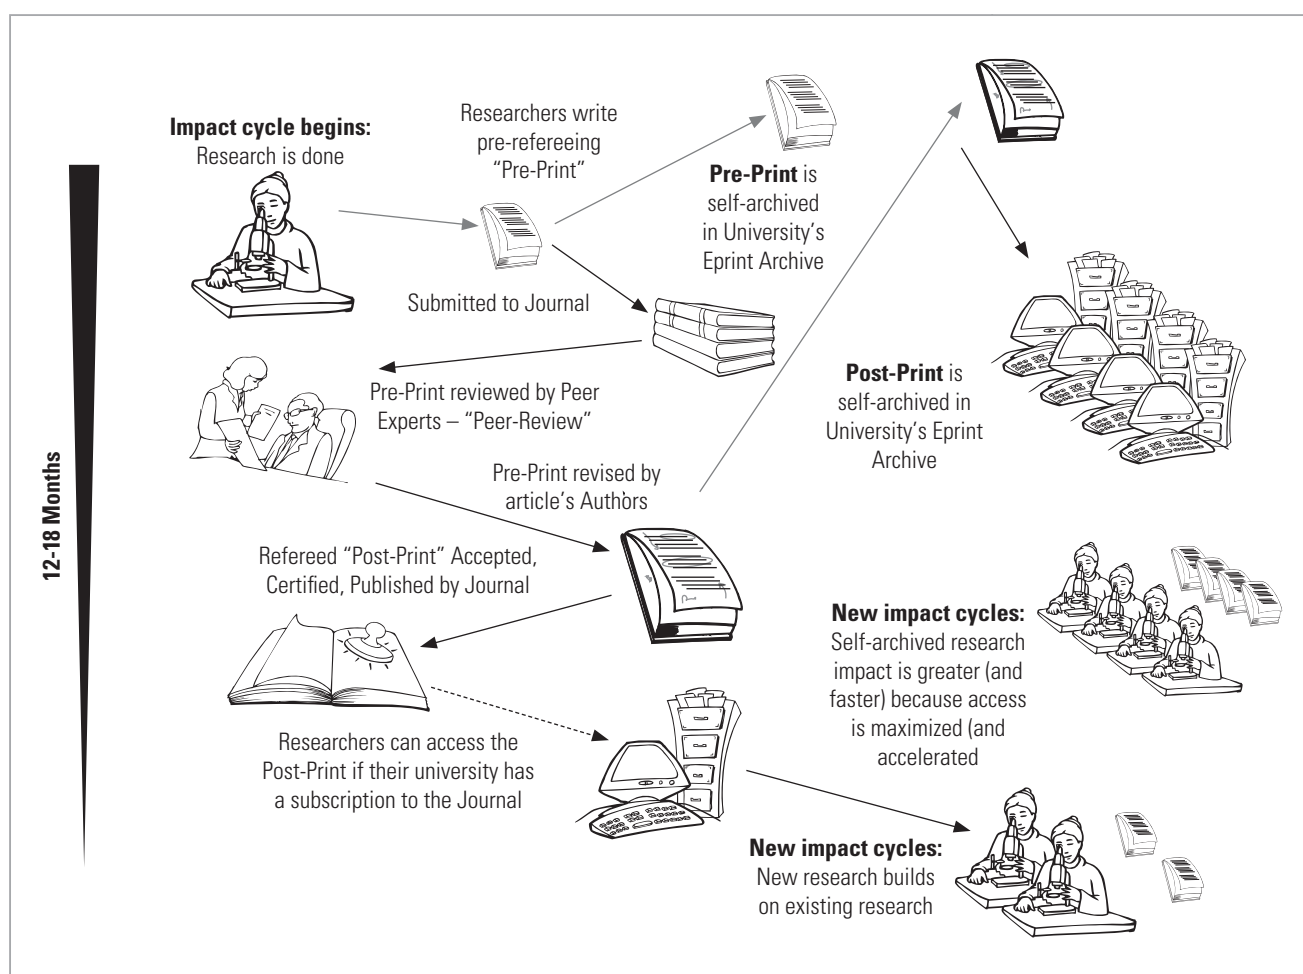 Impact cycle begins:
Research is done
Researchers write
pre-refereeing
“Pre-Print”
Pre-Print is
self-archived
in University’s
Eprint Archive
Submitted to Journal
Pre-Print reviewed by Peer
Experts – “Peer-Review”
Post-Print is
self-archived in
University’s Eprint
Archive
Pre-Print revised by
article’s Authors
12-18 Months
Refereed “Post-Print” Accepted,
Certified, Published by Journal
New impact cycles:
Self-archived research
impact is greater (and
faster) because access
is maximized (and
accelerated
Researchers can access the
Post-Print if their university has
a subscription to the Journal
New impact cycles:
New research builds
on existing research